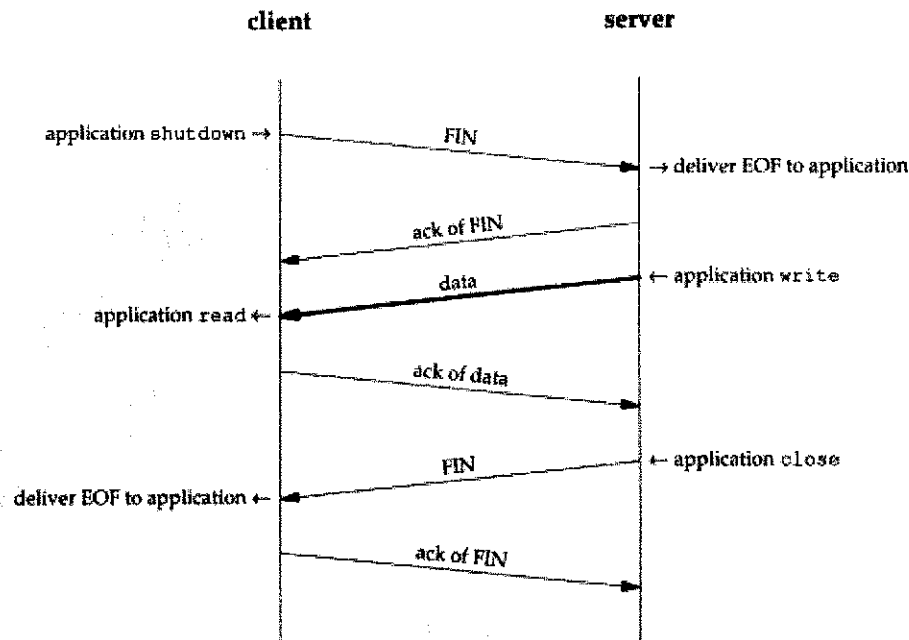 client server
application shutdown → FIN
→ deliver EOF to application
ack of FIN
data ← application write
application read ←
ack of data
FIN ← application close
deliver EOF to application ←
ack of FIN